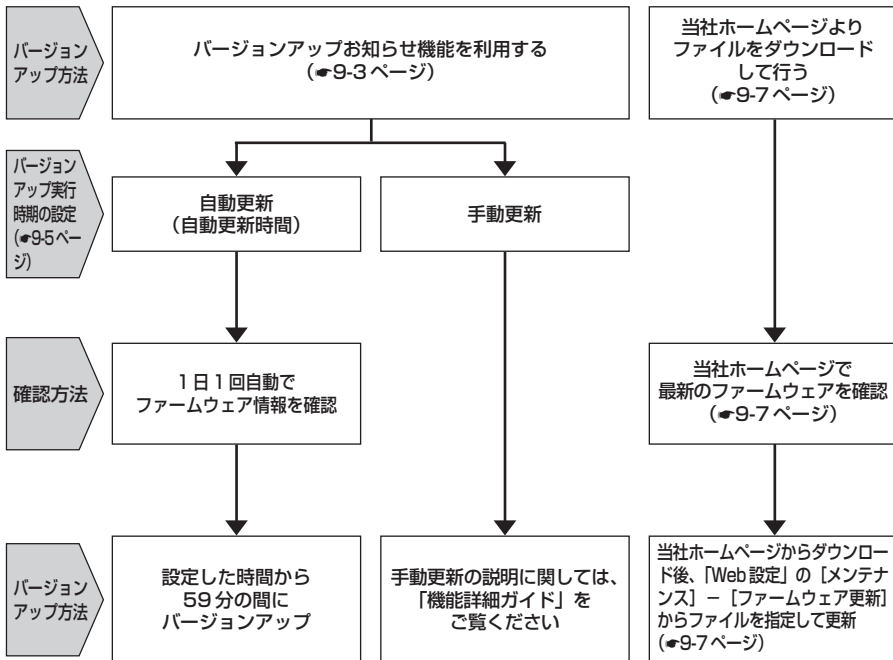 バージョン
アップ方法
バージョンアップお知らせ機能を利用する
(☛9-3ページ)
当社ホームページより
ファイルをダウンロード
して行う
(☛9-7ページ)
バージョン
アップ実行
時期の設定
(☛9-5ペー
ジ)
自動更新
(自動更新時間)
手動更新
確認方法
1日1回自動で
ファームウェア情報を確認
当社ホームページで
最新のファームウェアを確認
(☛9-7ページ)
バージョン
アップ方法
設定した時間から
59分の間に
バージョンアップ
手動更新の説明に関しては、
「機能詳細ガイド」を
ご覧ください
当社ホームページからダウンロー
ド後、「Web設定」の[メンテナ
ンス]－[ファームウェア更新]
からファイルを指定して更新
(☛9-7ページ)